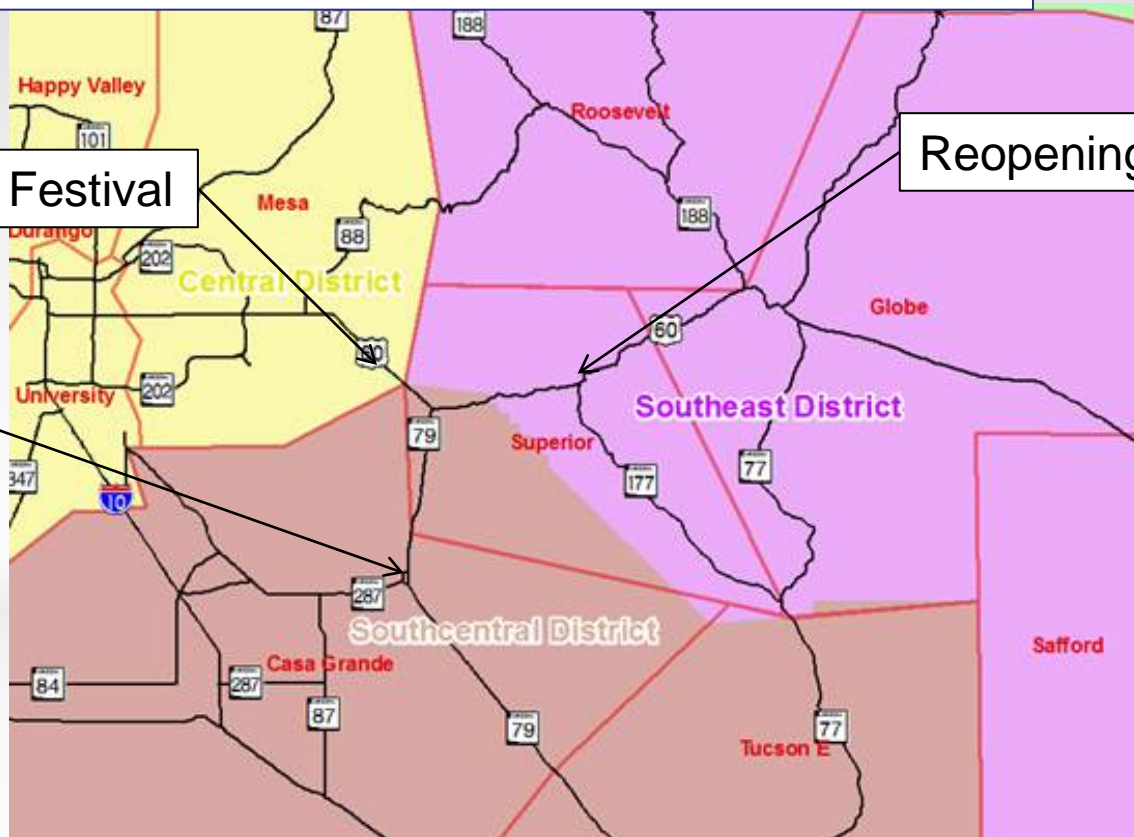 87
188
Happy Valley
Roosevelt
101
Reopening
Festival
Mesa
Durango
88
188
202
Central District
Globe
60
60
University
202
Southeast District
79
Superior
77
347
177
10
287
Southcentral District
Casa Grande
Safford
84
287
87
79
77
Tucson E